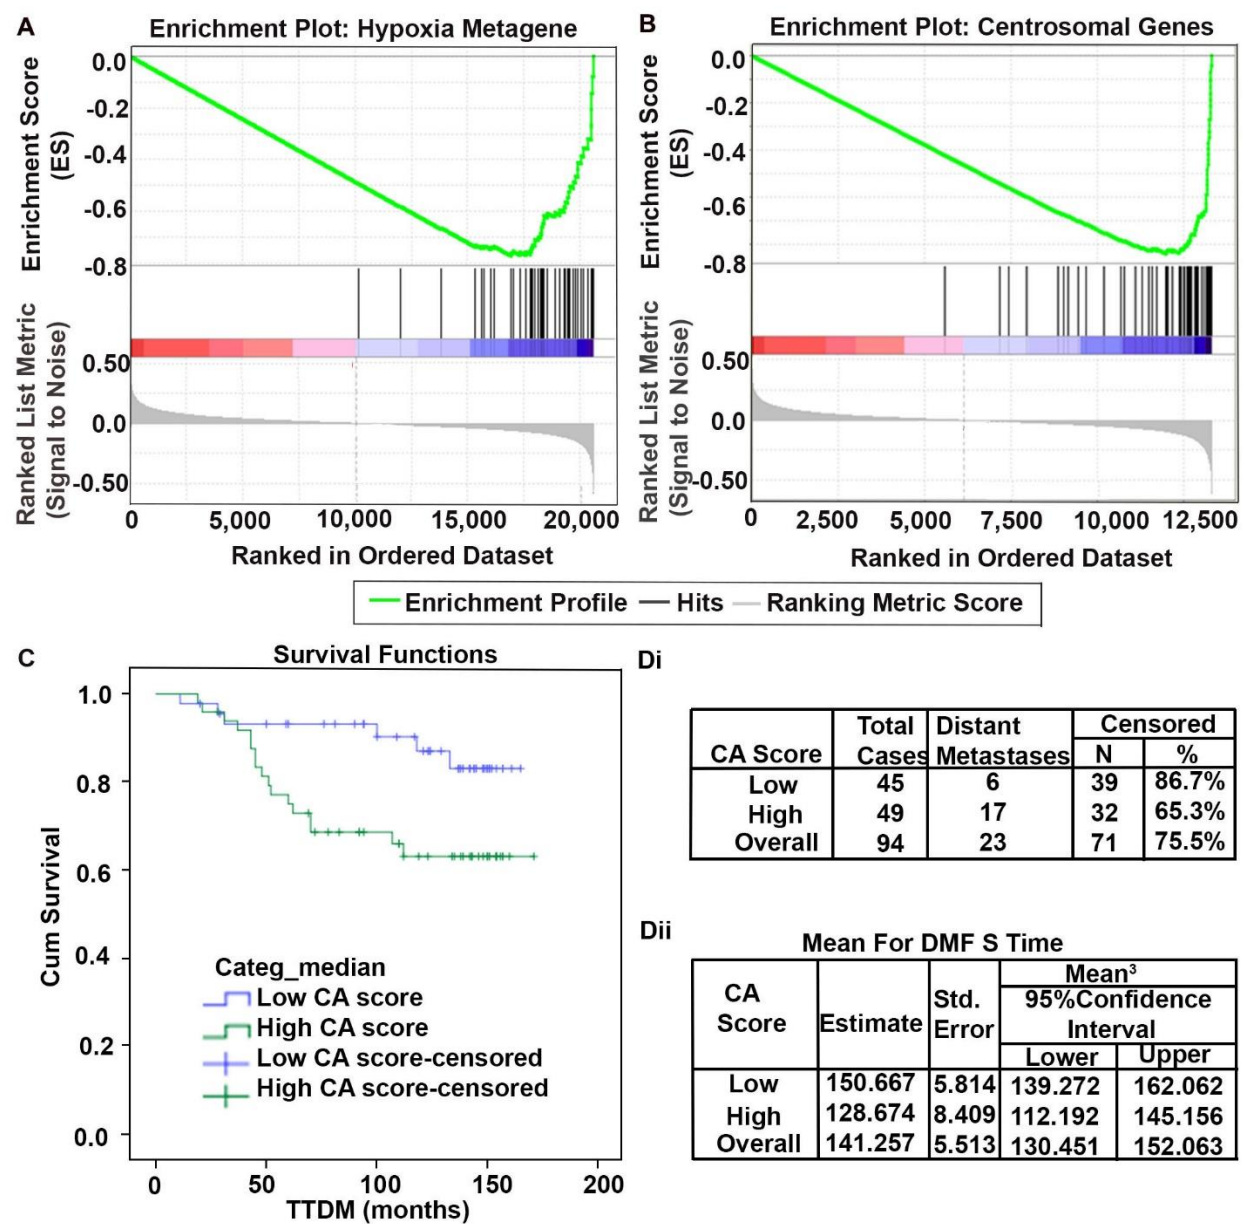 A
Enrichment Plot: Hypoxia Metagene
Enrichment Score
(ES)
0.0
-0.2
-0.4
-0.6
-0.8
Ranked List Metric
(Signal to Noise)
0.50
0.0
-0.50
0
5,000
10,000
15,000
20,000
Ranked in Ordered Dataset
B
Enrichment Plot: Centrosomal Genes
Enrichment Score
(ES)
0.0
-0.2
-0.4
-0.6
-0.8
Ranked List Metric
(Signal to Noise)
0.50
0.0
-0.50
0
2,500
5,000
7,500
10,000
12,500
Ranked in Ordered Dataset
Enrichment Profile Hits Ranking Metric Score
C
Survival Functions
Cum Survival
1.0
0.8
0.6
0.4
0.2
0.0
Categ_median
Low CA score
High CA score
Low CA score-censored
High CA score-censored
0
50
100
150
200
TTDM (months)
Di
CA Score Total Cases Distant Metastases Censored
N %
Low 45 6 39 86.7%
High 49 17 32 65.3%
Overall 94 23 71 75.5%
Dii
Mean For DMF S Time
CA Score Estimate Std. Error Mean³
95%Confidence Interval
Lower Upper
Low 150.667 5.814 139.272 162.062
High 128.674 8.409 112.192 145.156
Overall 141.257 5.513 130.451 152.063